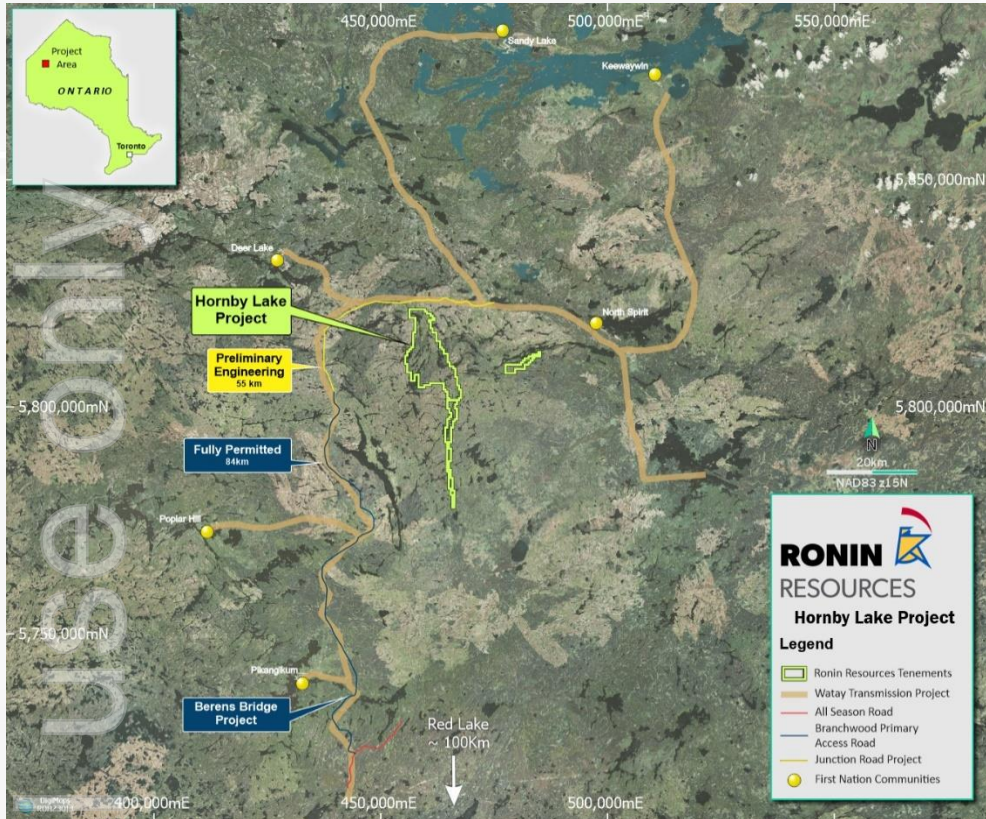 450,000mE
500,000mE
550,000mE
Project
Area
ONTARIO
Toronto
Sandy Lake
Keewaywin
5,850,000mN
Deer Lake
Hornby Lake
Project
North Spirit
Preliminary
Engineering
55 km
5,800,000mN
5,800,000mN
Fully Permitted
84km
N
20km
NAD83 z15N
Poplar Hill
use only
5,750,000mN
Pikangikum
Berens Bridge
Project
Red Lake
~ 100Km
400,000mE
450,000mE
500,000mE
DigiMaps
RONIN
RESOURCES
Hornby Lake Project
Legend
Ronin Resources Tenements
Watay Transmission Project
All Season Road
Branchwood Primary
Access Road
Junction Road Project
First Nation Communities